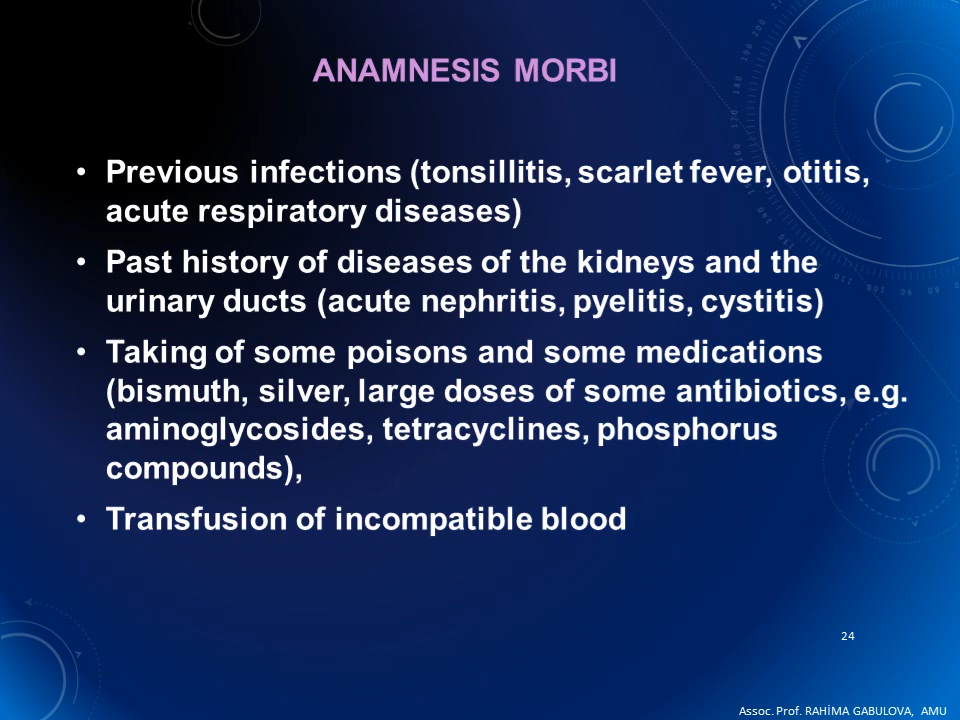 ANAMNESIS MORBI
• Previous infections (tonsillitis, scarlet fever, otitis,
acute respiratory diseases)
• Past history of diseases of the kidneys and the
urinary ducts (acute nephritis, pyelitis, cystitis)
• Taking of some poisons and some medications
(bismuth, silver, large doses of some antibiotics, e.g.
aminoglycosides, tetracyclines, phosphorus
compounds),
• Transfusion of incompatible blood
24
Assoc. Prof. RAHİMA GABULOVA, AMU